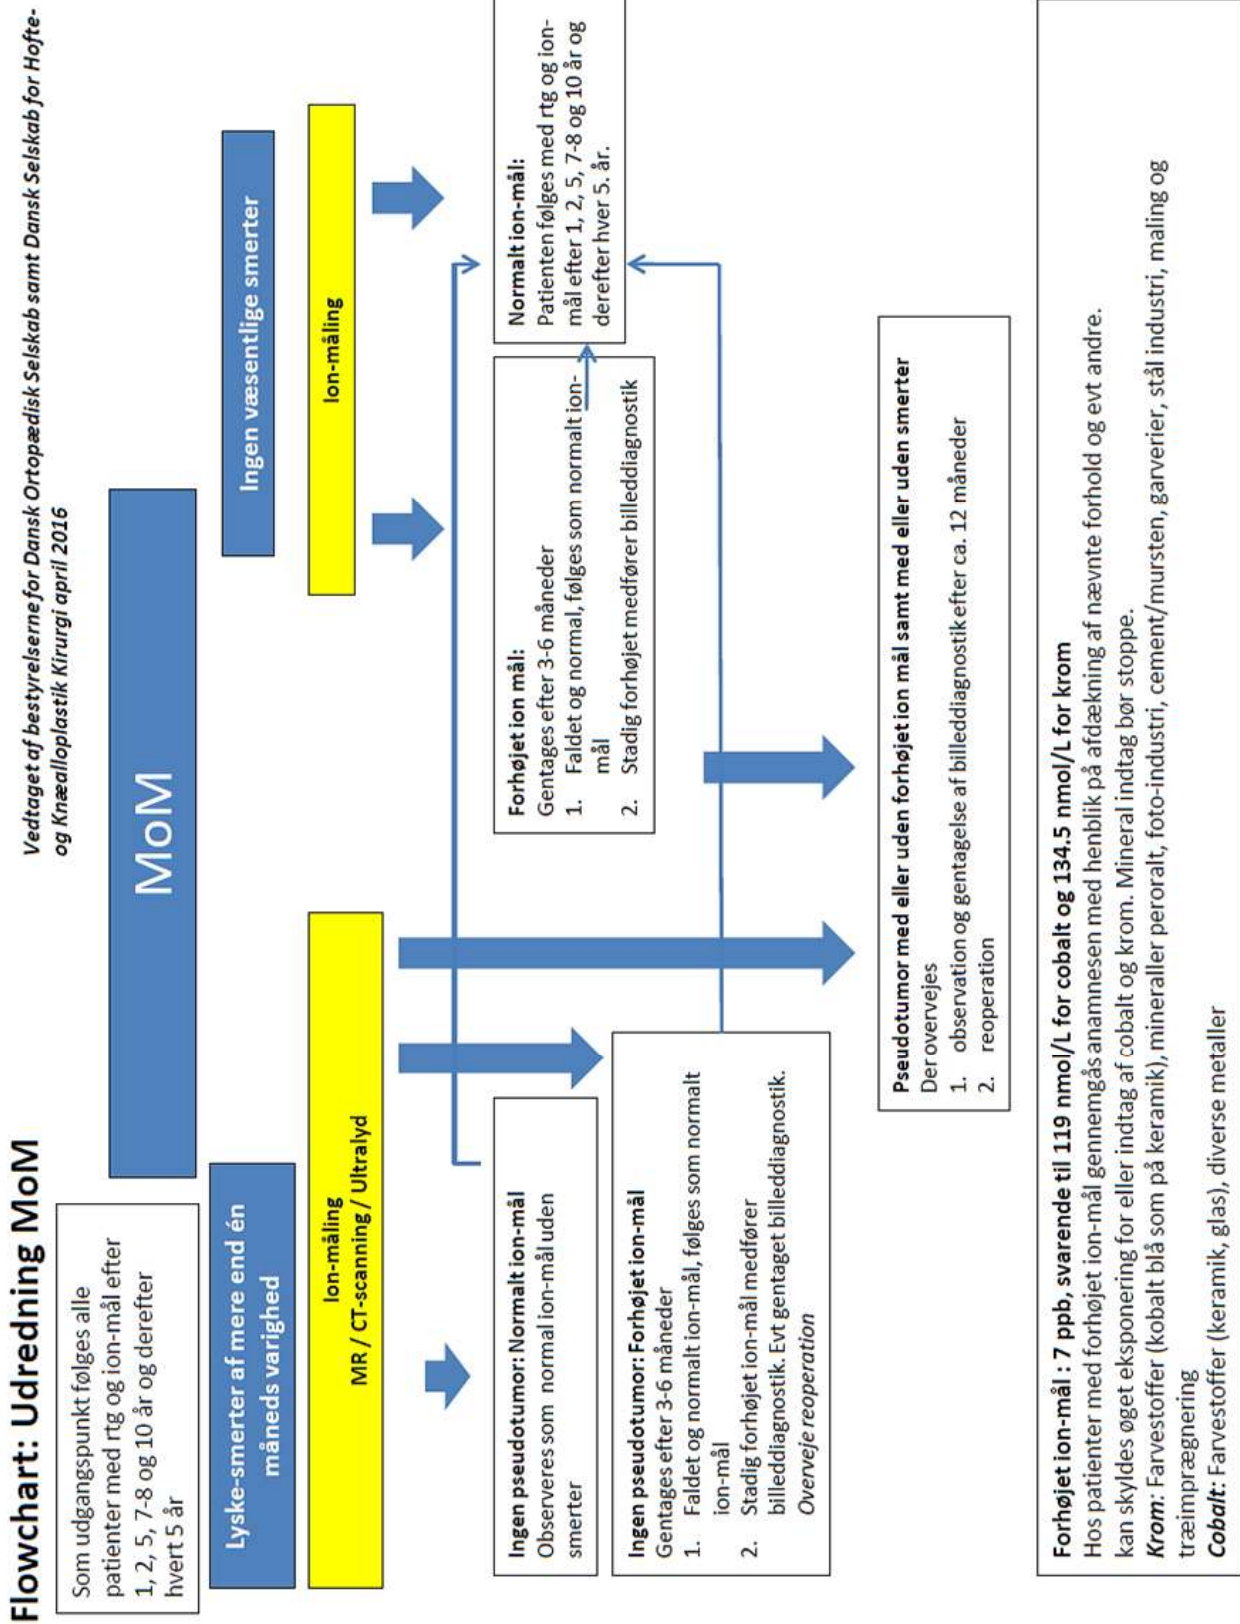 Flowchart: Udredning MoM
Vedtaget af bestyrelserne for Dansk Ortopædisk Selskab samt Dansk Selskab for Hofte-
og Knæalloplastik Kirurgi april 2016
Som udgangspunkt følges alle
patienter med rtg og ion-mål efter
1, 2, 5, 7-8 og 10 år og derefter
hvert 5 år
MoM
Lyske-smerter af mere end én
måneds varighed
Ingen væsentlige smerter
Ion-måling
MR / CT-scanning / Ultralyd
Ion-måling
Ingen pseudotumor: Normalt ion-mål
Observeres som normal ion-mål uden
smerter
Forhøjet ion mål:
Gentages efter 3-6 måneder
1. Faldet og normal, følges som normalt ion-
mål
2. Stadig forhøjet medfører billeddiagnostik
Normalt ion-mål:
Patienten følges med rtg og ion-
mål efter 1, 2, 5, 7-8 og 10 år og
derefter hver 5. år.
Ingen pseudotumor: Forhøjet ion-mål
Gentages efter 3-6 måneder
1. Faldet og normalt ion-mål, følges som normalt
ion-mål
2. Stadig forhøjet ion-mål medfører
billeddiagnostik. Evt gentaget billeddiagnostik.
Overveje reoperation
Pseudotumor med eller uden forhøjet ion mål samt med eller uden smerter
Der overvejes
1. observation og gentagelse af billeddiagnostik efter ca. 12 måneder
2. reoperation
Forhøjet ion-mål : 7 ppb, svarende til 119 nmol/L for cobalt og 134.5 nmol/L for krom
Hos patienter med forhøjet ion-mål gennemgås anamnesen med henblik på afdækning af nævnte forhold og evt andre.
kan skyldes øget eksponering for eller indtag af cobalt og krom. Mineral indtag bør stoppe.
Krom: Farvestoffer (kobalt blå som på keramik), mineraller peroralt, foto-industri, cement/mursten, garverier, stål industri, maling og
træimprægnering
Cobalt: Farvestoffer (keramik, glas), diverse metaller